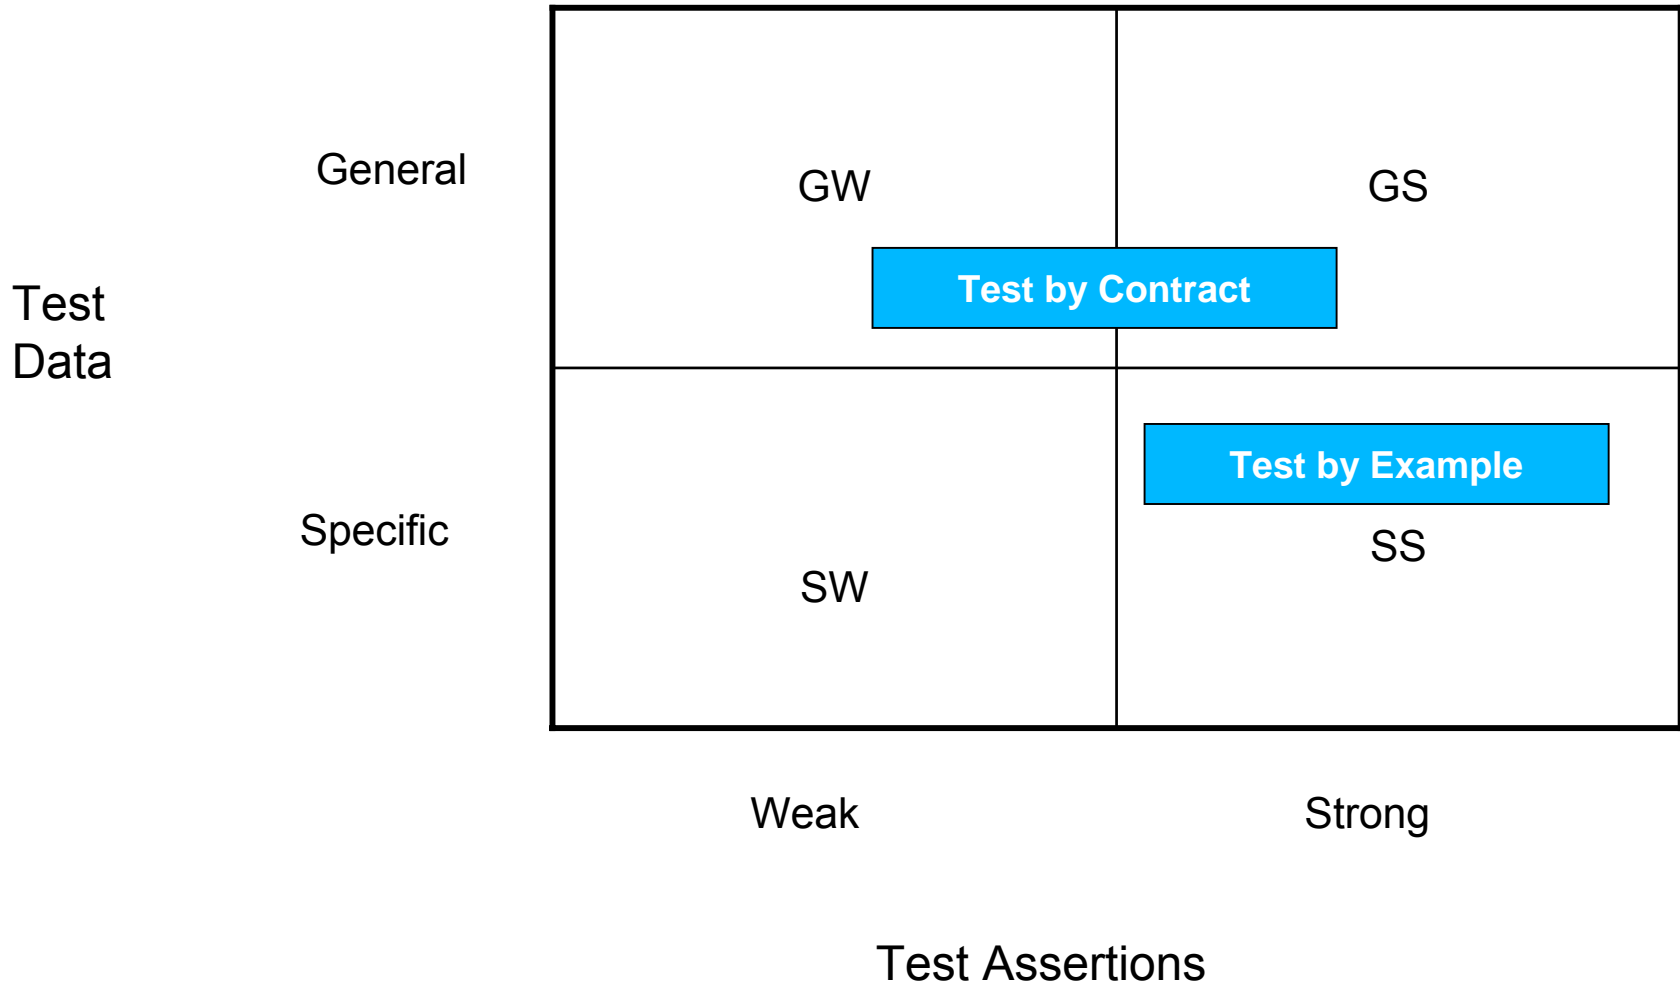 General
GW
GS
Test by Contract
Test
Data
Test by Example
Specific
SS
SW
Weak
Strong
Test Assertions